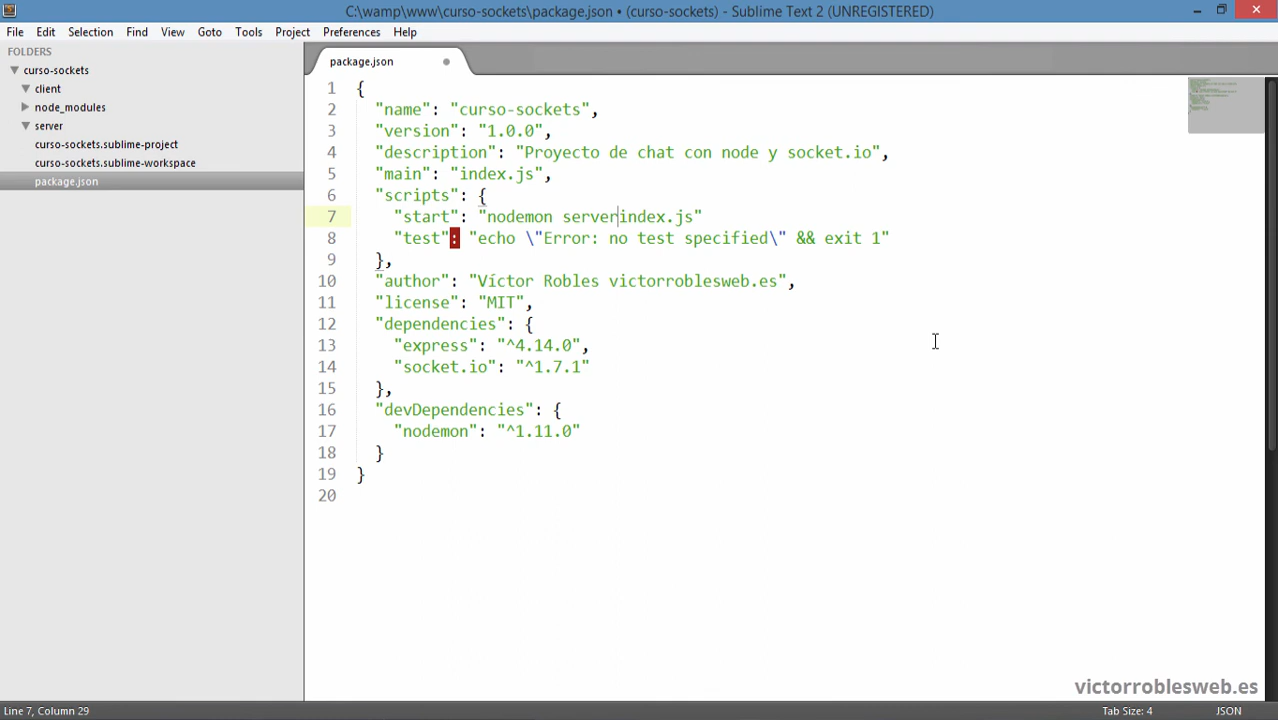 C:\wamp\www\curso-sockets\package.json • (curso-sockets) - Sublime Text 2 (UNREGISTERED)
File Edit Selection Find View Goto Tools Project Preferences Help
FOLDERS
curso-sockets
client
node_modules
server
curso-sockets.sublime-project
curso-sockets.sublime-workspace
package.json
package.json
1 {
2 "name": "curso-sockets",
3 "version": "1.0.0",
4 "description": "Proyecto de chat con node y socket.io",
5 "main": "index.js",
6 "scripts": {
7 "start": "nodemon serverindex.js"
8 "test": "echo \"Error: no test specified\" && exit 1"
9 },
10 "author": "Víctor Robles victorroblesweb.es",
11 "license": "MIT",
12 "dependencies": {
13 "express": "^4.14.0",
14 "socket.io": "^1.7.1"
15 },
16 "devDependencies": {
17 "nodemon": "^1.11.0"
18 }
19 }
20
victorroblesweb.es
Line 7, Column 29 Tab Size: 4 JSON